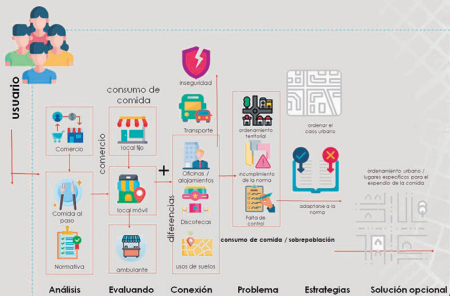 usuario
consumo de
comida
comercio
Comercio
Comida al
paso
Normativa
local fijo
local móvil
ambulante
+
diferencias
inseguridad
Transporte
Oficinas /
alojamientos
Discotecas
usos de suelos
ordenamiento
territorial
incumplimiento
de la norma
Falta de
control
ordenar el
caos urbano
adaptarse a la
norma
ordenamiento urbano /
lugares específicos para el
expendio de la comida
consumo de comida / sobrepoblación
Análisis
Evaluando
Conexión
Problema
Estrategias
Solución opcional